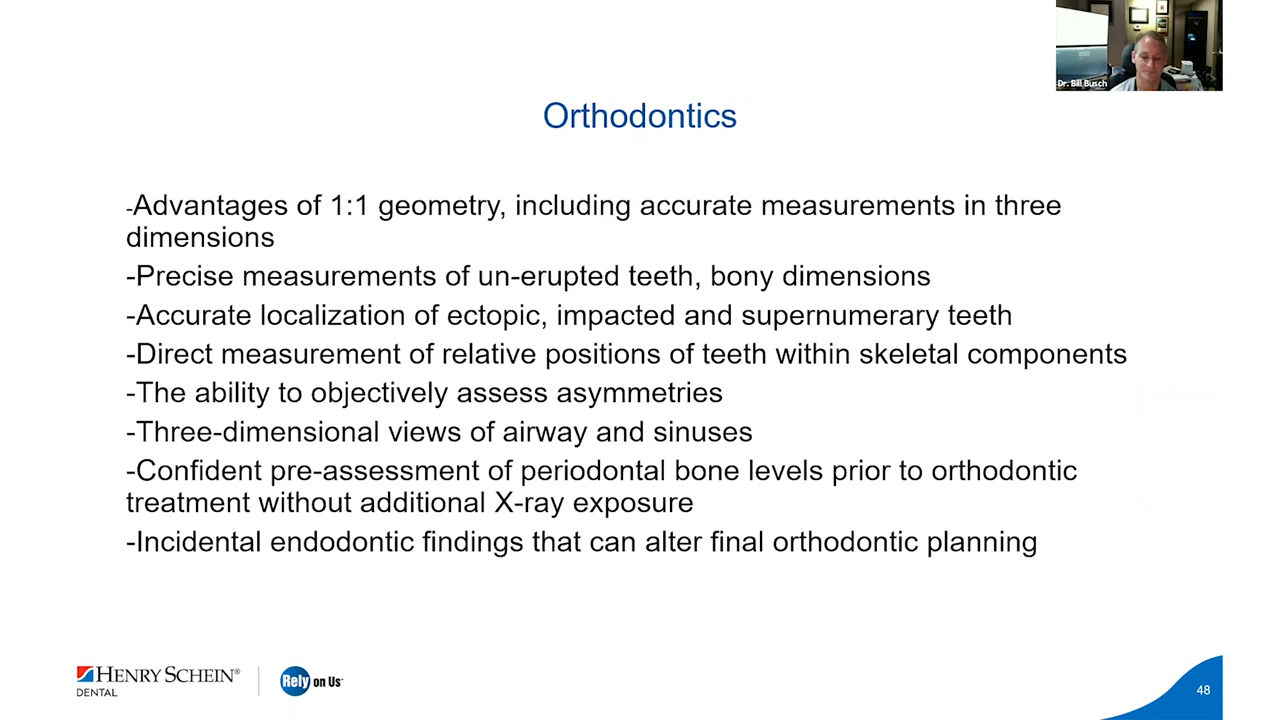 Dr. Bill Busch
Orthodontics
-Advantages of 1:1 geometry, including accurate measurements in three
dimensions
-Precise measurements of un-erupted teeth, bony dimensions
-Accurate localization of ectopic, impacted and supernumerary teeth
-Direct measurement of relative positions of teeth within skeletal components
-The ability to objectively assess asymmetries
-Three-dimensional views of airway and sinuses
-Confident pre-assessment of periodontal bone levels prior to orthodontic
treatment without additional X-ray exposure
-Incidental endodontic findings that can alter final orthodontic planning
HENRY SCHEIN®
DENTAL
Rely on Us™
48